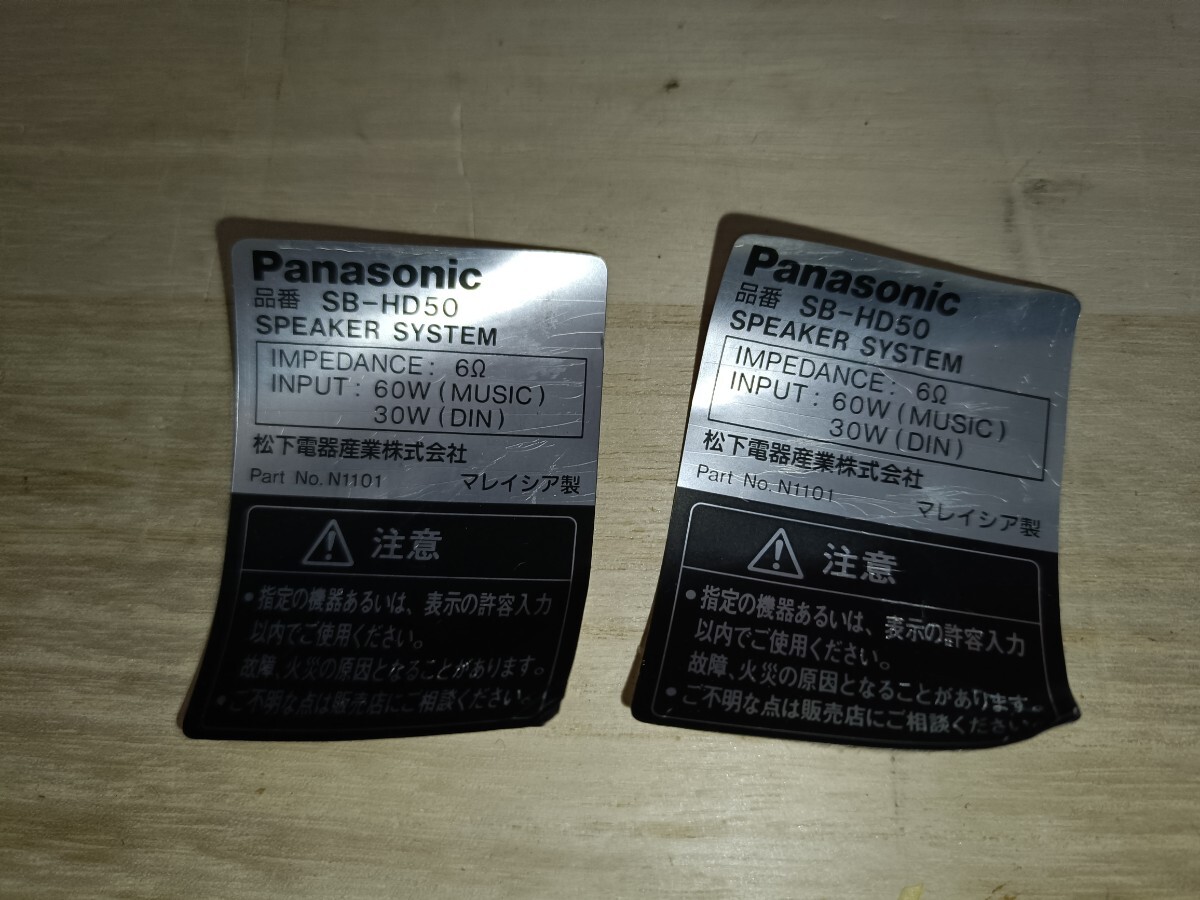 Panasonic
品番 SB-HD50
SPEAKER SYSTEM
IMPEDANCE: 6Ω
INPUT: 60W (MUSIC)
30W (DIN)
松下電器産業株式会社
Part No. N1101 マレイシア製
注意
• 指定の機器あるいは、表示の許容入力
以内でご使用ください。
故障、火災の原因となることがあります。
• ご不明な点は販売店にご相談ください。
Panasonic
品番 SB-HD50
SPEAKER SYSTEM
IMPEDANCE: 6Ω
INPUT: 60W (MUSIC)
30W (DIN)
松下電器産業株式会社
Part No. N1101 マレイシア製
注意
• 指定の機器あるいは、表示の許容入力
以内でご使用ください。
故障、火災の原因となることがあります。
• ご不明な点は販売店にご相談ください。